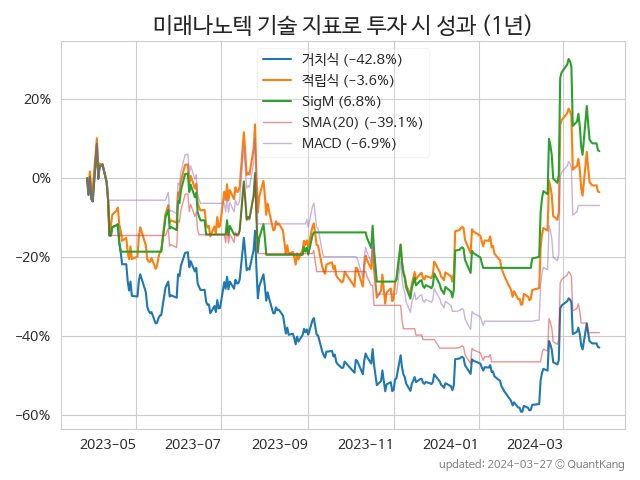 미래나노텍 기술 지표로 투자 시 성과 (1년)
거치식 (−42.8%)
적립식 (−3.6%)
SigM (6.8%)
SMA(20) (−39.1%)
MACD (−6.9%)
20%
0%
−20%
−40%
−60%
2023-05 2023-07 2023-09 2023-11 2024-01 2024-03
updated: 2024-03-27 © QuantKang